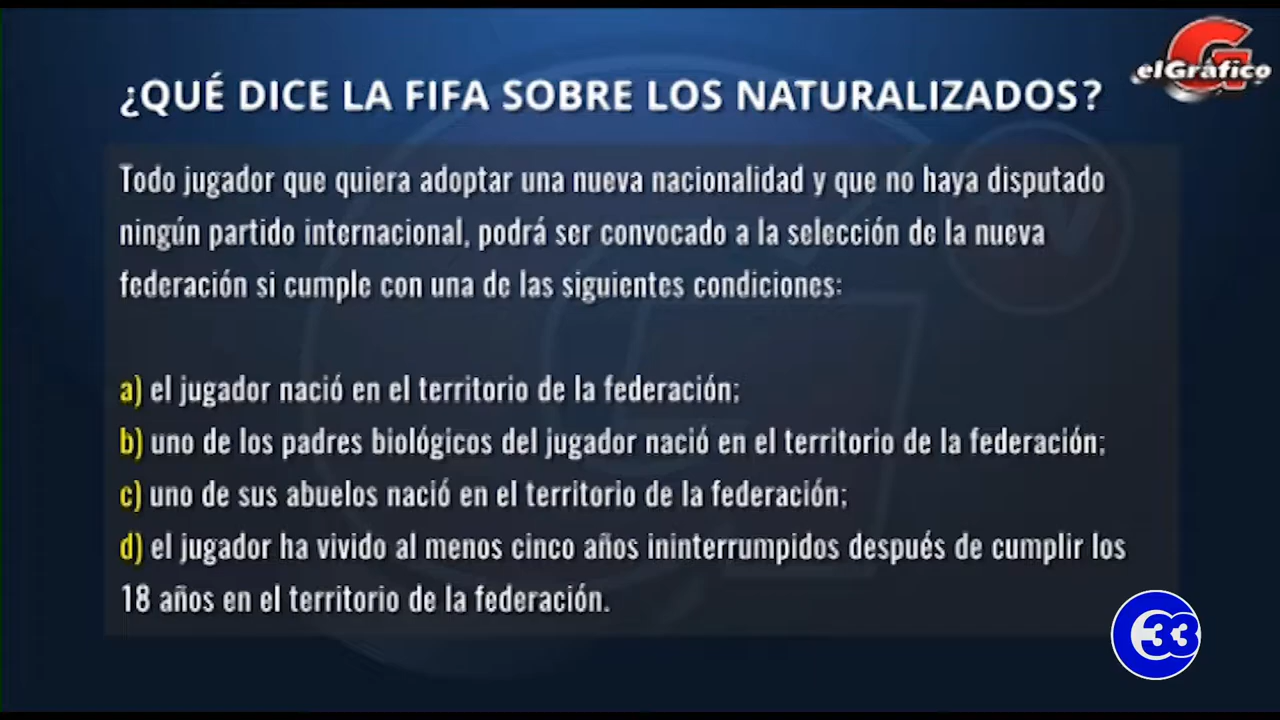 elGráfico
¿QUÉ DICE LA FIFA SOBRE LOS NATURALIZADOS?
Todo jugador que quiera adoptar una nueva nacionalidad y que no haya disputado
ningún partido internacional, podrá ser convocado a la selección de la nueva
federación si cumple con una de las siguientes condiciones:
a) el jugador nació en el territorio de la federación;
b) uno de los padres biológicos del jugador nació en el territorio de la federación;
c) uno de sus abuelos nació en el territorio de la federación;
d) el jugador ha vivido al menos cinco años ininterrumpidos después de cumplir los
18 años en el territorio de la federación.
33